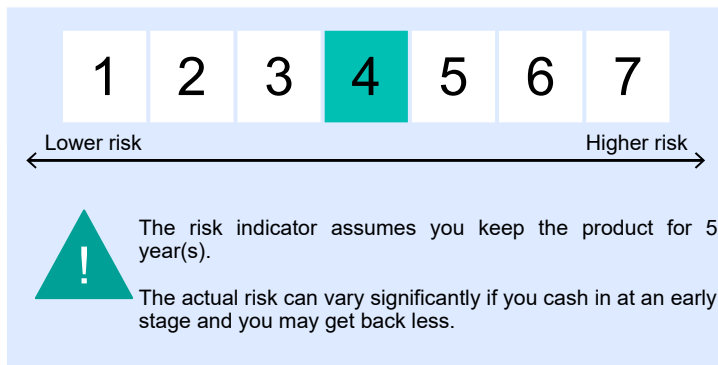 1 2 3 4 5 6 7
Lower risk Higher risk
The risk indicator assumes you keep the product for 5
year(s).
!
The actual risk can vary significantly if you cash in at an early
stage and you may get back less.